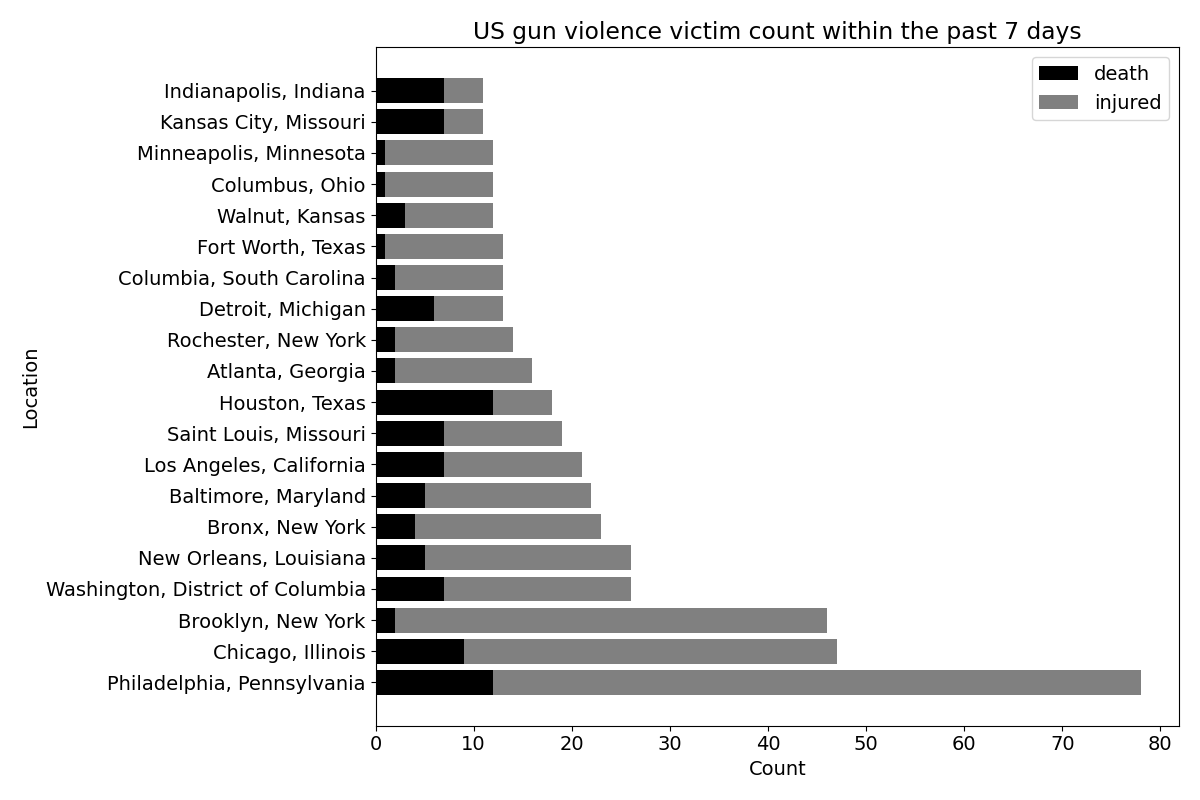 US gun violence victim count within the past 7 days
death
injured
Indianapolis, Indiana
Kansas City, Missouri
Minneapolis, Minnesota
Columbus, Ohio
Walnut, Kansas
Fort Worth, Texas
Columbia, South Carolina
Detroit, Michigan
Rochester, New York
Atlanta, Georgia
Houston, Texas
Saint Louis, Missouri
Los Angeles, California
Baltimore, Maryland
Bronx, New York
New Orleans, Louisiana
Washington, District of Columbia
Brooklyn, New York
Chicago, Illinois
Philadelphia, Pennsylvania
Location
0 10 20 30 40 50 60 70 80
Count